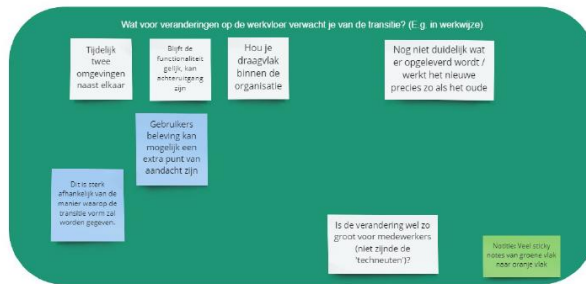 Wat voor veranderingen op de werkvloer verwacht je van de transitie? (E.g. in werkwijze)
Tijdelijk
twee
omgevingen
naast elkaar
Blijft de
functionaliteit
gelijk, kan
achteruitgang
zijn
Hou je
draagvlak
binnen de
organisatie
Nog niet duidelijk wat
er opgeleverd wordt /
werkt het nieuwe
precies zo als het oude
Gebruikers
beleving kan
mogelijk een
extra punt van
aandacht zijn
Dit is sterk
afhankelijk van de
manier waarop de
transitie vorm zal
worden gegeven.
Is de verandering wel zo
groot voor medewerkers
(niet zijnde de
'techneuten')?
Notitie: Veel sticky
notes van groene vlak
naar oranje vlak